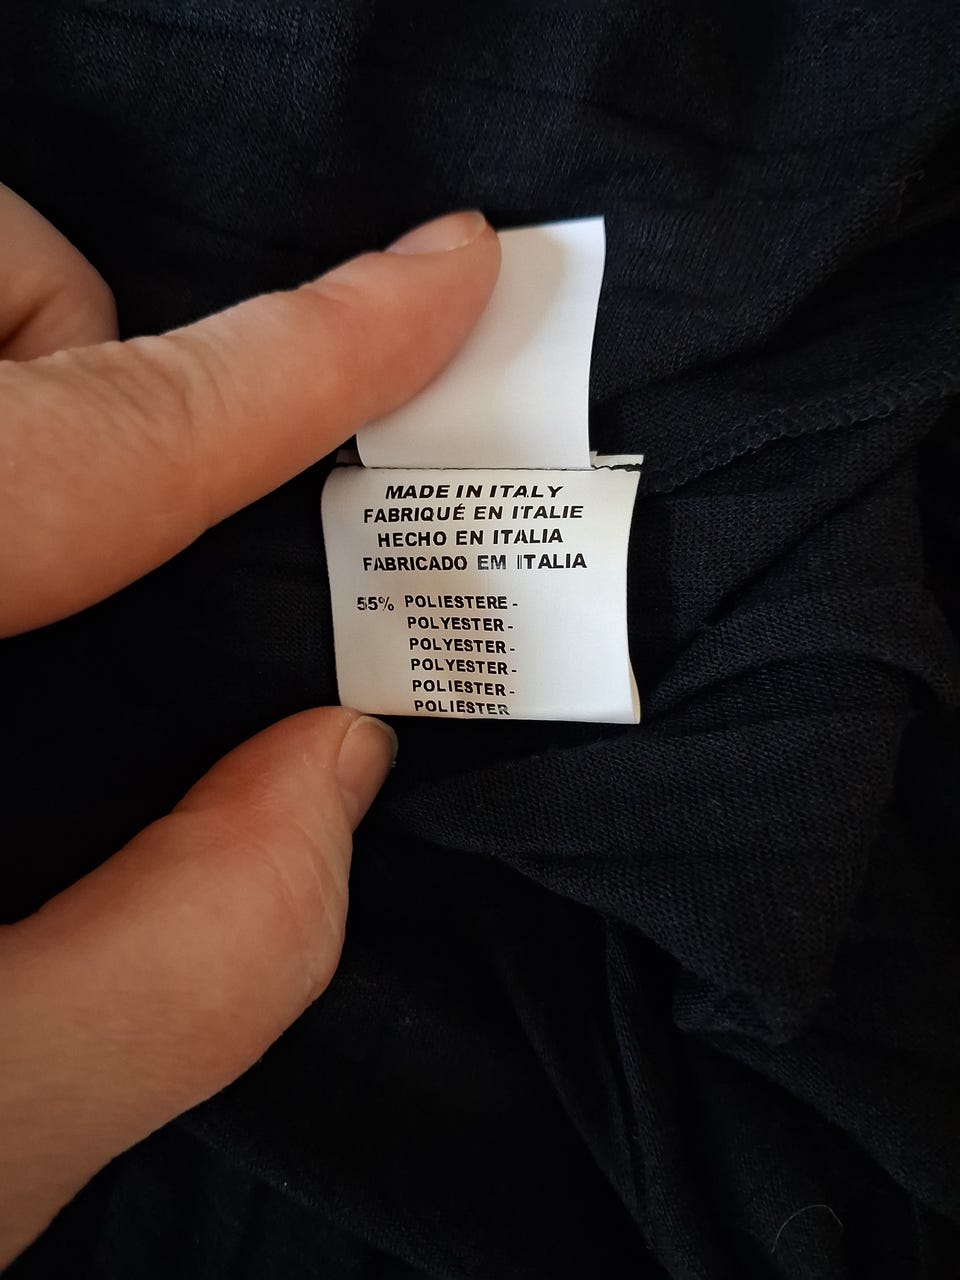 MADE IN ITALY
FABRIQUÉ EN ITALIE
HECHO EN ITALIA
FABRICADO EM ITALIA
55% POLIESTERE -
POLYESTER -
POLYESTER -
POLYESTER -
POLIESTER -
POLIESTER